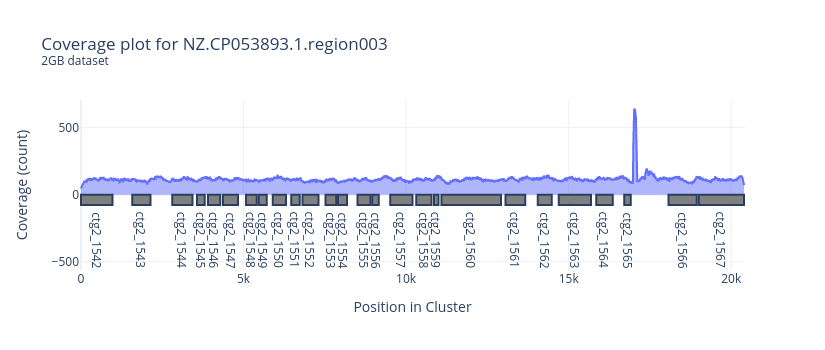 Coverage plot for NZ.CP053893.1.region003
2GB dataset
Coverage (count)
500
0
−500
ctg2_1542
ctg2_1543
ctg2_1544
ctg2_1545
ctg2_1546
ctg2_1547
ctg2_1548
ctg2_1549
ctg2_1550
ctg2_1551
ctg2_1552
ctg2_1553
ctg2_1554
ctg2_1555
ctg2_1556
ctg2_1557
ctg2_1558
ctg2_1559
ctg2_1560
ctg2_1561
ctg2_1562
ctg2_1563
ctg2_1564
ctg2_1565
ctg2_1566
ctg2_1567
0
5k
10k
15k
20k
Position in Cluster